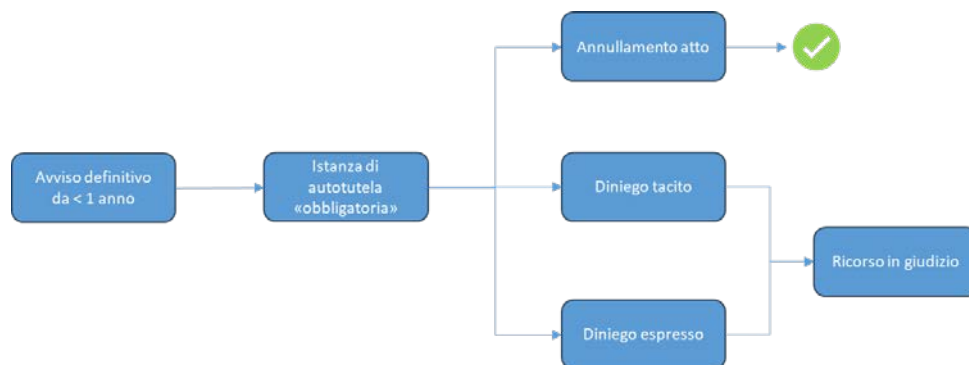 Annullamento atto
Avviso definitivo
da < 1 anno
Istanza di
autotutela
«obbligatoria»
Diniego tacito
Ricorso in giudizio
Diniego espresso